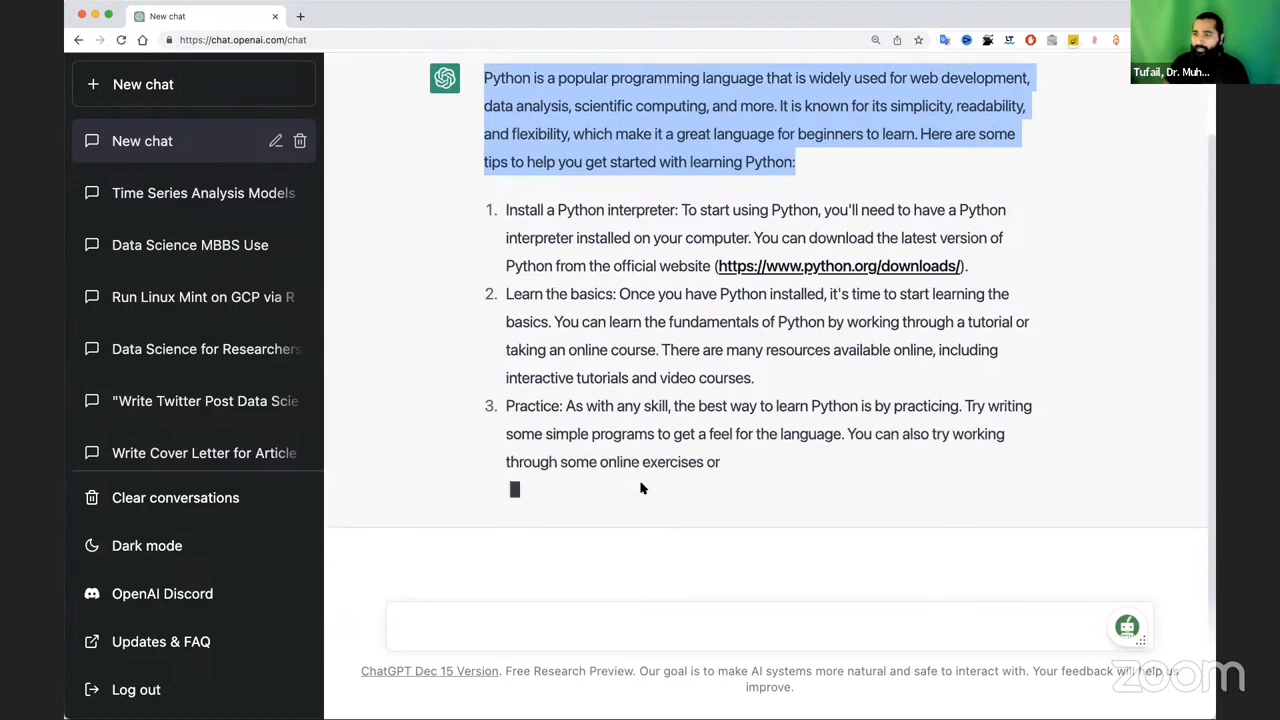 New chat
https://chat.openai.com/chat
Tufail, Dr. Muh...
New chat
New chat
Time Series Analysis Models
Data Science MBBS Use
Run Linux Mint on GCP via R
Data Science for Researchers
"Write Twitter Post Data Scie
Write Cover Letter for Article
Clear conversations
Dark mode
OpenAI Discord
Updates & FAQ
Log out
Python is a popular programming language that is widely used for web development,
data analysis, scientific computing, and more. It is known for its simplicity, readability,
and flexibility, which make it a great language for beginners to learn. Here are some
tips to help you get started with learning Python:
1. Install a Python interpreter: To start using Python, you'll need to have a Python
interpreter installed on your computer. You can download the latest version of
Python from the official website (https://www.python.org/downloads/).
2. Learn the basics: Once you have Python installed, it's time to start learning the
basics. You can learn the fundamentals of Python by working through a tutorial or
taking an online course. There are many resources available online, including
interactive tutorials and video courses.
3. Practice: As with any skill, the best way to learn Python is by practicing. Try writing
some simple programs to get a feel for the language. You can also try working
through some online exercises or
ChatGPT Dec 15 Version. Free Research Preview. Our goal is to make AI systems more natural and safe to interact with. Your feedback will help us
improve.
zoom